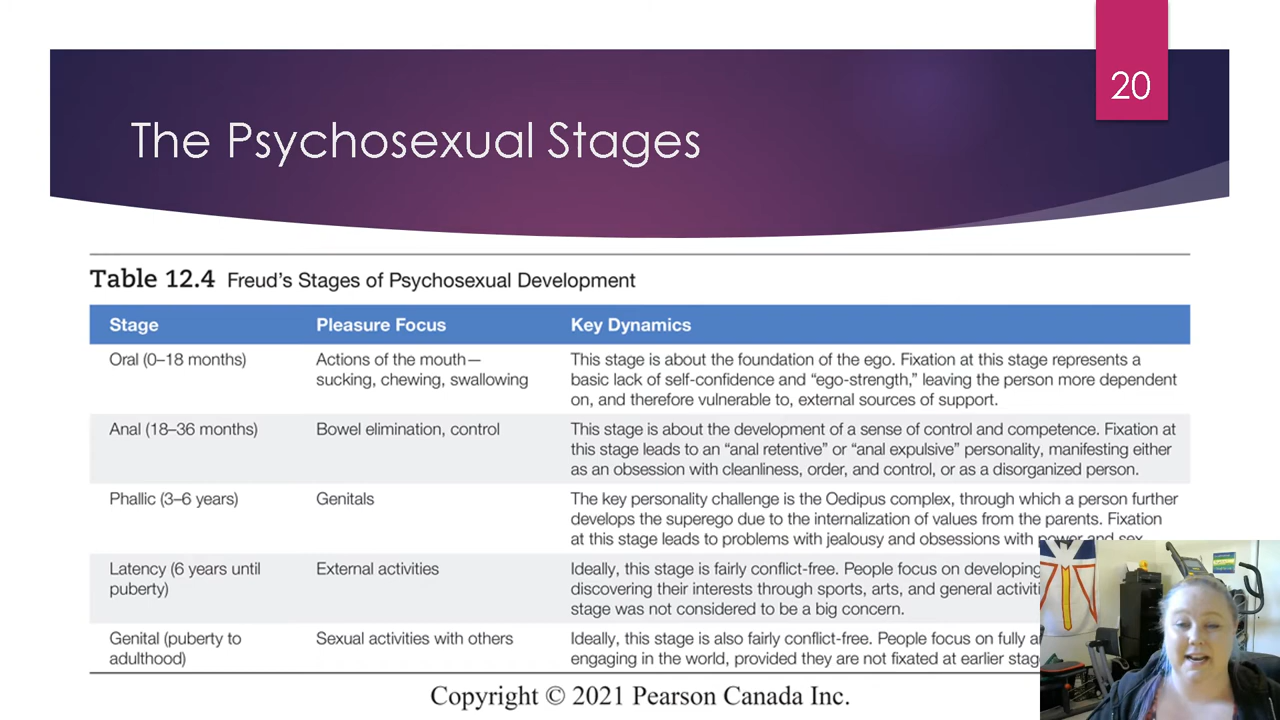 20
The Psychosexual Stages
Table 12.4 Freud's Stages of Psychosexual Development
Stage Pleasure Focus Key Dynamics
Oral (0–18 months) Actions of the mouth— This stage is about the foundation of the ego. Fixation at this stage represents a
sucking, chewing, swallowing basic lack of self-confidence and “ego-strength,” leaving the person more dependent
on, and therefore vulnerable to, external sources of support.
Anal (18–36 months) Bowel elimination, control This stage is about the development of a sense of control and competence. Fixation at
this stage leads to an “anal retentive” or “anal expulsive” personality, manifesting either
as an obsession with cleanliness, order, and control, or as a disorganized person.
Phallic (3–6 years) Genitals The key personality challenge is the Oedipus complex, through which a person further
develops the superego due to the internalization of values from the parents. Fixation
at this stage leads to problems with jealousy and obsessions with power and sex.
Latency (6 years until External activities Ideally, this stage is fairly conflict-free. People focus on developing
puberty) discovering their interests through sports, arts, and general
stage was not considered to be a big concern.
Genital (puberty to Sexual activities with others Ideally, this stage is also fairly conflict-free. People focus on fully
adulthood) engaging in the world, provided they are not fixated at earlier
Copyright © 2021 Pearson Canada Inc.